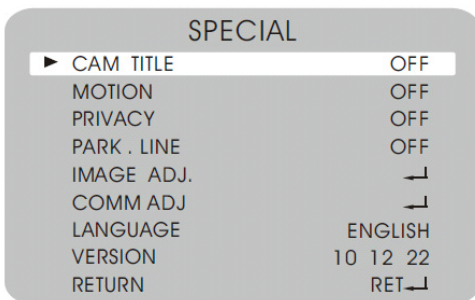 SPECIAL
► CAM TITLE OFF
MOTION OFF
PRIVACY OFF
PARK . LINE OFF
IMAGE ADJ. ↵
COMM ADJ ↵
LANGUAGE ENGLISH
VERSION 10 12 22
RETURN RET↵